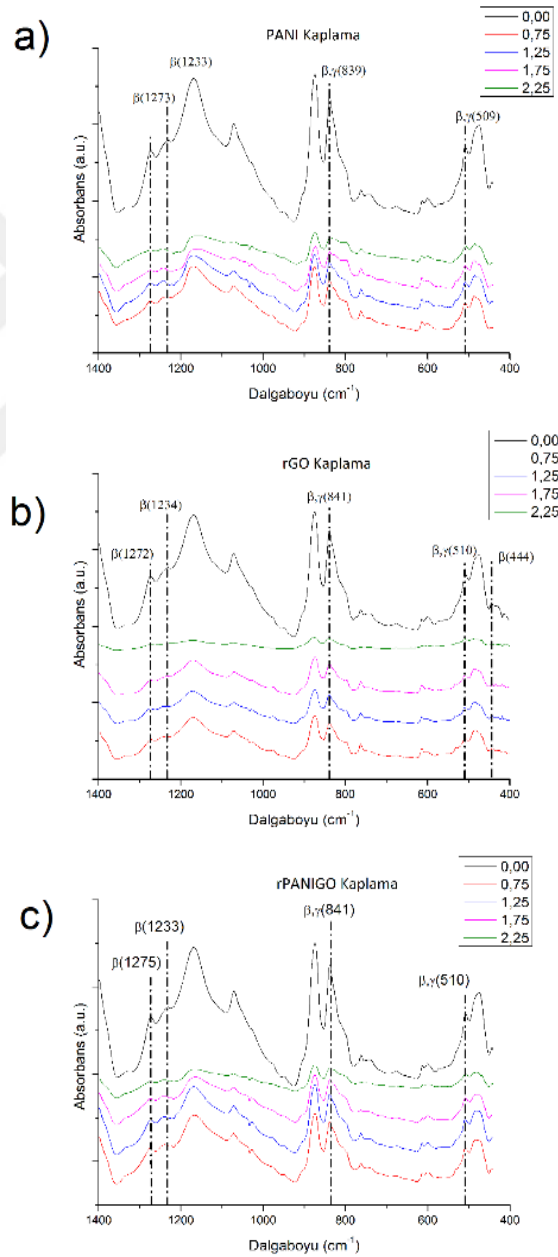 a)
PANI Kaplama
0,00
0,75
1,25
1,75
2,25
β(1233)
β(1273)
β,γ(839)
β,γ(509)
Absorbans (a.u.)
1400 1200 1000 800 600 400
Dalgaboyu (cm⁻¹)
b)
rGO Kaplama
0,00
0,75
1,25
1,75
2,25
β(1234)
β(1272)
β,γ(841)
β,γ(510)
β(444)
Absorbans (a.u.)
1400 1200 1000 800 600 400
Dalgaboyu (cm⁻¹)
c)
rPANIGO Kaplama
0,00
0,75
1,25
1,75
2,25
β(1233)
β(1275)
β,γ(841)
β,γ(510)
Absorbans (a.u.)
1400 1200 1000 800 600 400
Dalgaboyu (cm⁻¹)